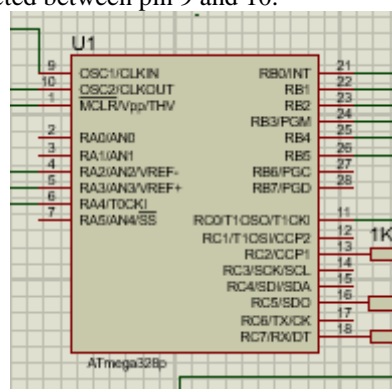 cted between pin 9 and 10.
U1
9 OSC1/CLKIN RB0/INT 21
10 OSC2/CLKOUT RB1 22
1 MCLR/Vpp/THV RB2 23
RB3/PGM 24
2 RA0/AN0 RB4 25
3 RA1/AN1 RB5 26
4 RA2/AN2/VREF- RB6/PGC 27
5 RA3/AN3/VREF+ RB7/PGD 28
6 RA4/T0CKI
7 RA5/AN4/SS RC0/T1OSO/T1CKI 11
RC1/T1OSI/CCP2 12
RC2/CCP1 13 1K
RC3/SCK/SCL 14
RC4/SDI/SDA 15
RC5/SDO 16
RC6/TX/CK 17
RC7/RX/DT 18
ATmega328p